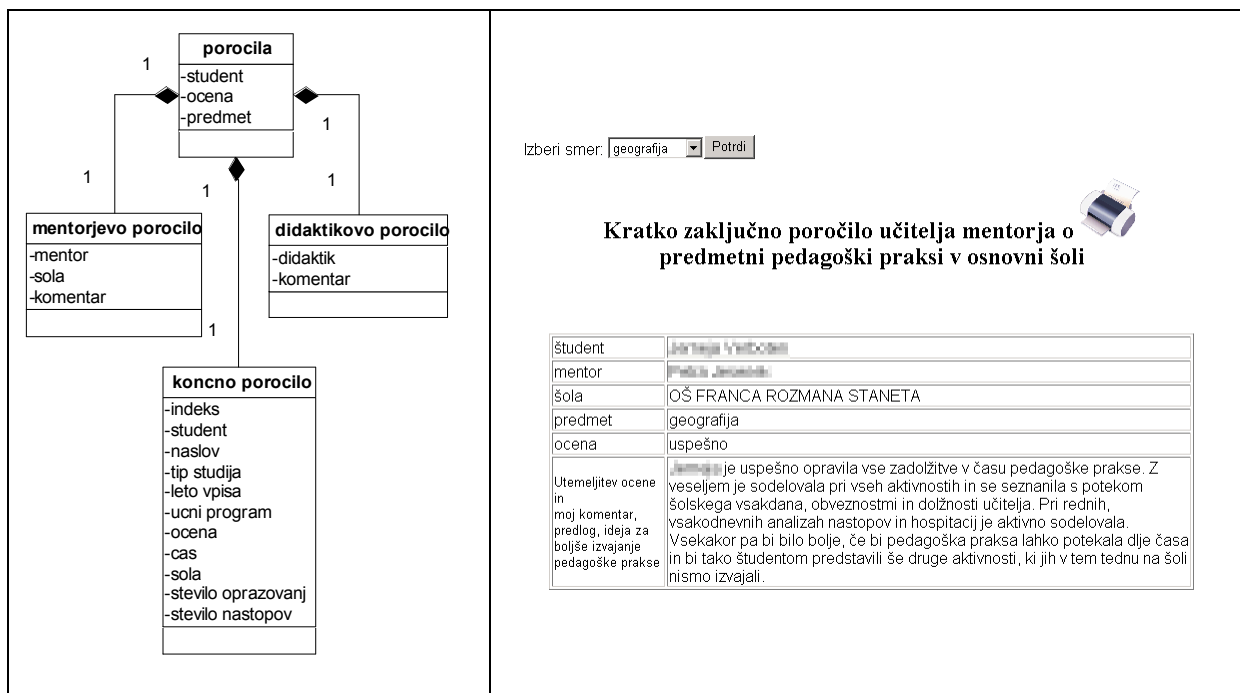 porocila
-student
-ocena
-predmet
1
1
1
1
1
1
mentorjevo porocilo
-mentor
-sola
-komentar
didaktikovo porocilo
-didaktik
-komentar
koncno porocilo
-indeks
-student
-naslov
-tip studija
-leto vpisa
-ucni program
-ocena
-cas
-sola
-stevilo oprazovanj
-stevilo nastopov
Izberi smer: geografija Potrdi
Kratko zaključno poročilo učitelja mentorja o
predmetni pedagoški praksi v osnovni šoli
študent
mentor
šola OŠ FRANCA ROZMANA STANETA
predmet geografija
ocena uspešno
Utemeljitev ocene
in
moj komentar,
predlog, ideja za
boljše izvajanje
pedagoške prakse
je uspešno opravila vse zadolžitve v času pedagoške prakse. Z
veseljem je sodelovala pri vseh aktivnostih in se seznanila s potekom
šolskega vsakdana, obveznostmi in dolžnosti učitelja. Pri rednih,
vsakodnevnih analizah nastopov in hospitacij je aktivno sodelovala.
Vsekakor pa bi bilo bolje, če bi pedagoška praksa lahko potekala dlje časa
in bi tako študentom predstavili še druge aktivnosti, ki jih v tem tednu na šoli
nismo izvajali.